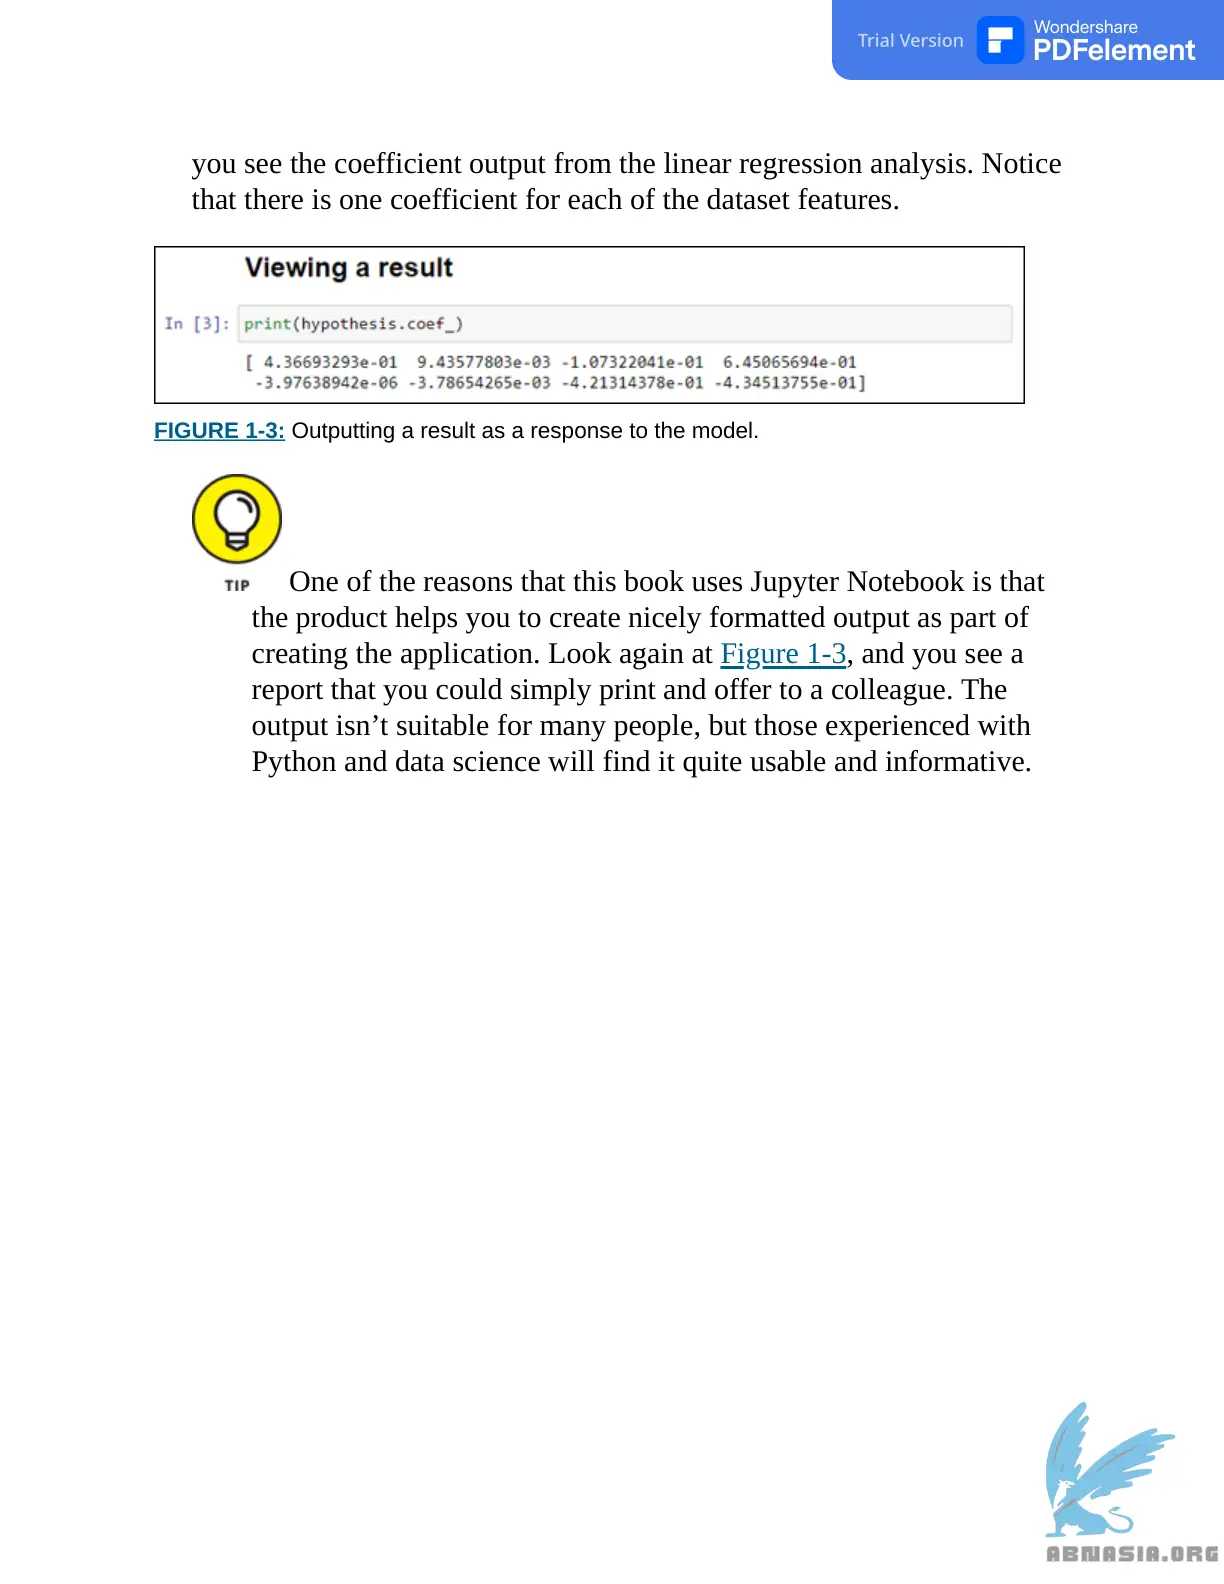 Trial Version
Wondershare
PDFelement
you see the coefficient output from the linear regression analysis. Notice
that there is one coefficient for each of the dataset features.
Viewing a result
In [3]: print(hypothesis.coef_)
[ 4.36693293e-01 9.43577803e-03 -1.07322041e-01 6.45065694e-01
-3.97638942e-06 -3.78654265e-03 -4.21314378e-01 -4.34513755e-01]
FIGURE 1-3: Outputting a result as a response to the model.
TIP One of the reasons that this book uses Jupyter Notebook is that
the product helps you to create nicely formatted output as part of
creating the application. Look again at Figure 1-3, and you see a
report that you could simply print and offer to a colleague. The
output isn’t suitable for many people, but those experienced with
Python and data science will find it quite usable and informative.
ABNASIA.ORG